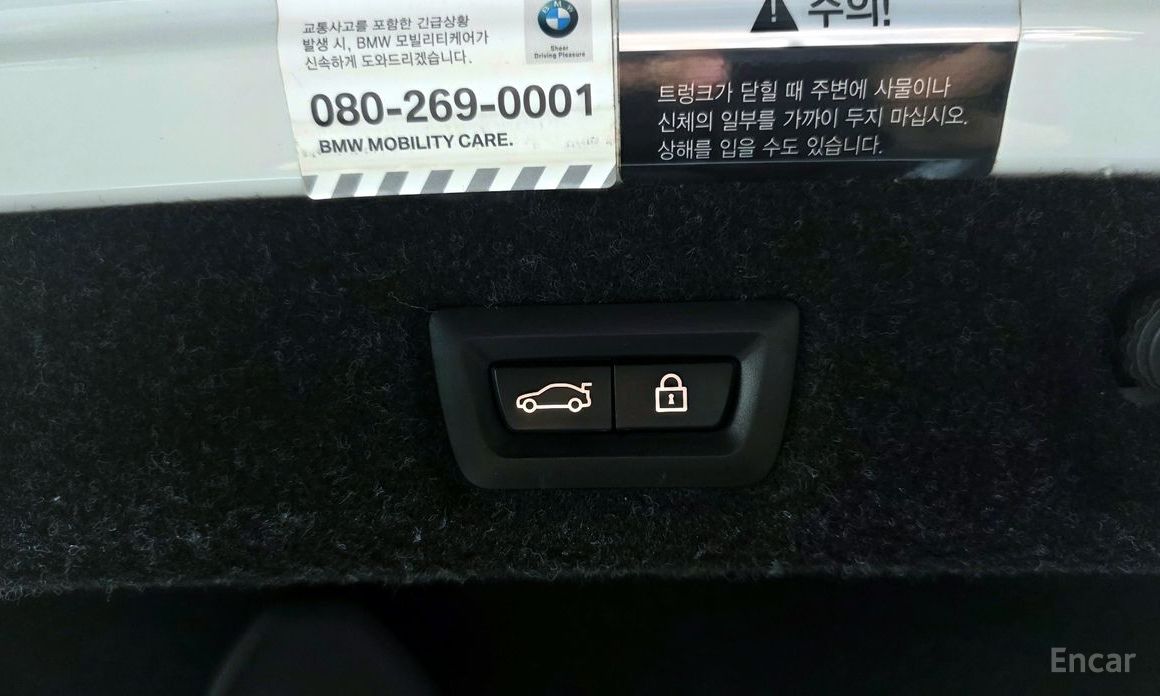 교통사고를 포함한 긴급상황
발생 시, BMW 모빌리티케어가
신속하게 도와드리겠습니다.
BMW
Sheer
Driving Pleasure
080-269-0001
BMW MOBILITY CARE.
주의!
트렁크가 닫힐 때 주변에 사물이나
신체의 일부를 가까이 두지 마십시오.
상해를 입을 수도 있습니다.
Encar